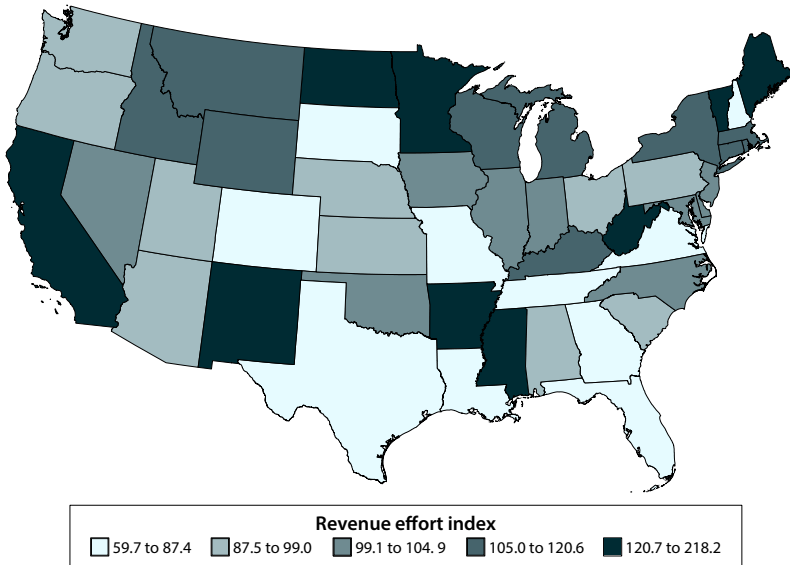 Revenue effort index
59.7 to 87.4 87.5 to 99.0 99.1 to 104. 9 105.0 to 120.6 120.7 to 218.2